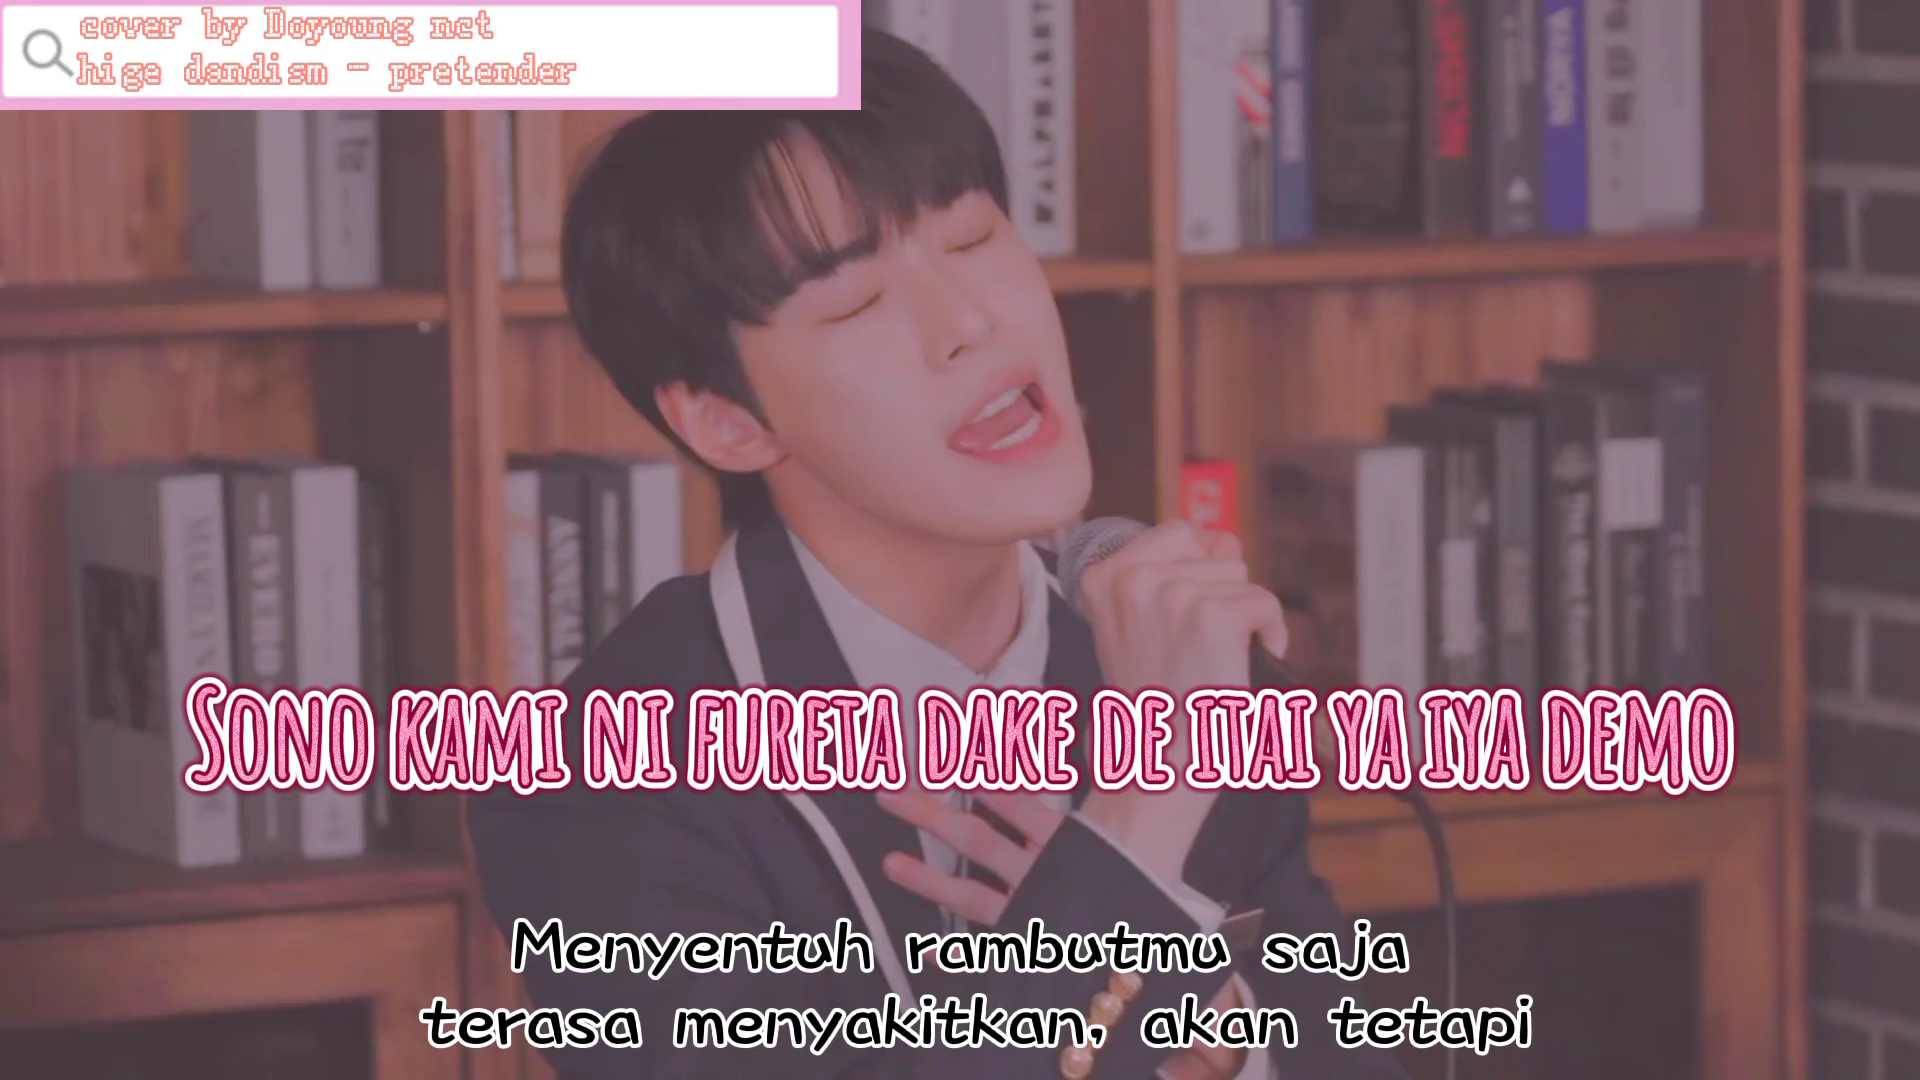 cover by Doyoung nct
hige dandism - pretender
Sono kami ni fureta dake de itai ya iya demo
Menyentuh rambutmu saja
terasa menyakitkan, akan tetapi